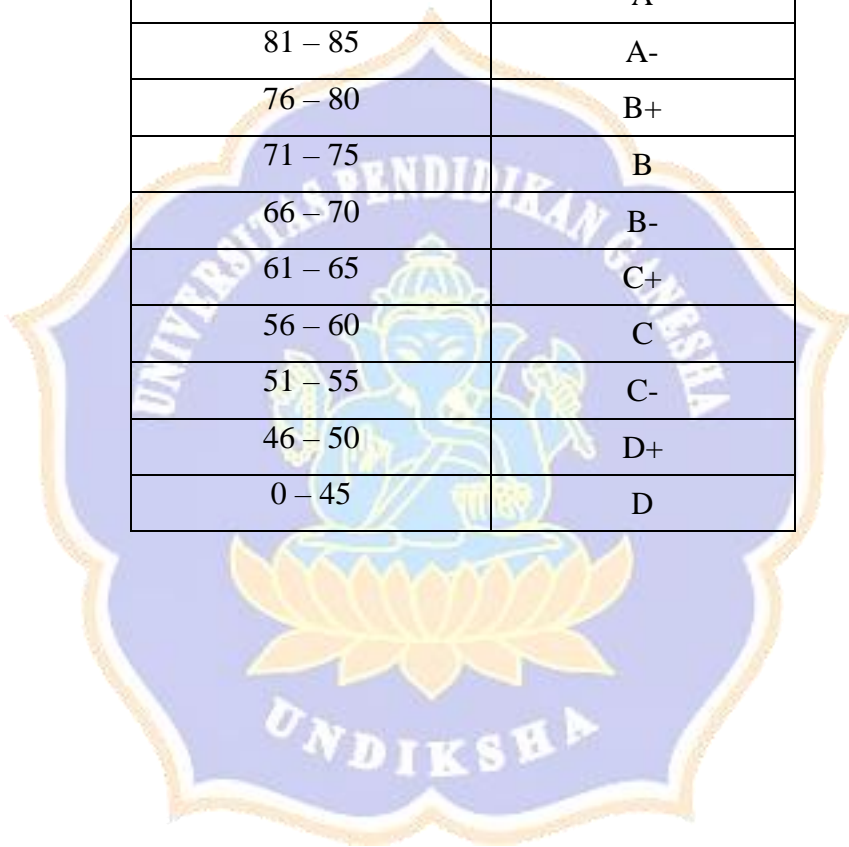 A
81 – 85 A-
76 – 80 B+
71 – 75 B
66 – 70 B-
61 – 65 C+
56 – 60 C
51 – 55 C-
46 – 50 D+
0 – 45 D
UNIVERSITAS PENDIDIKAN GANESHA
UNDIKSHA